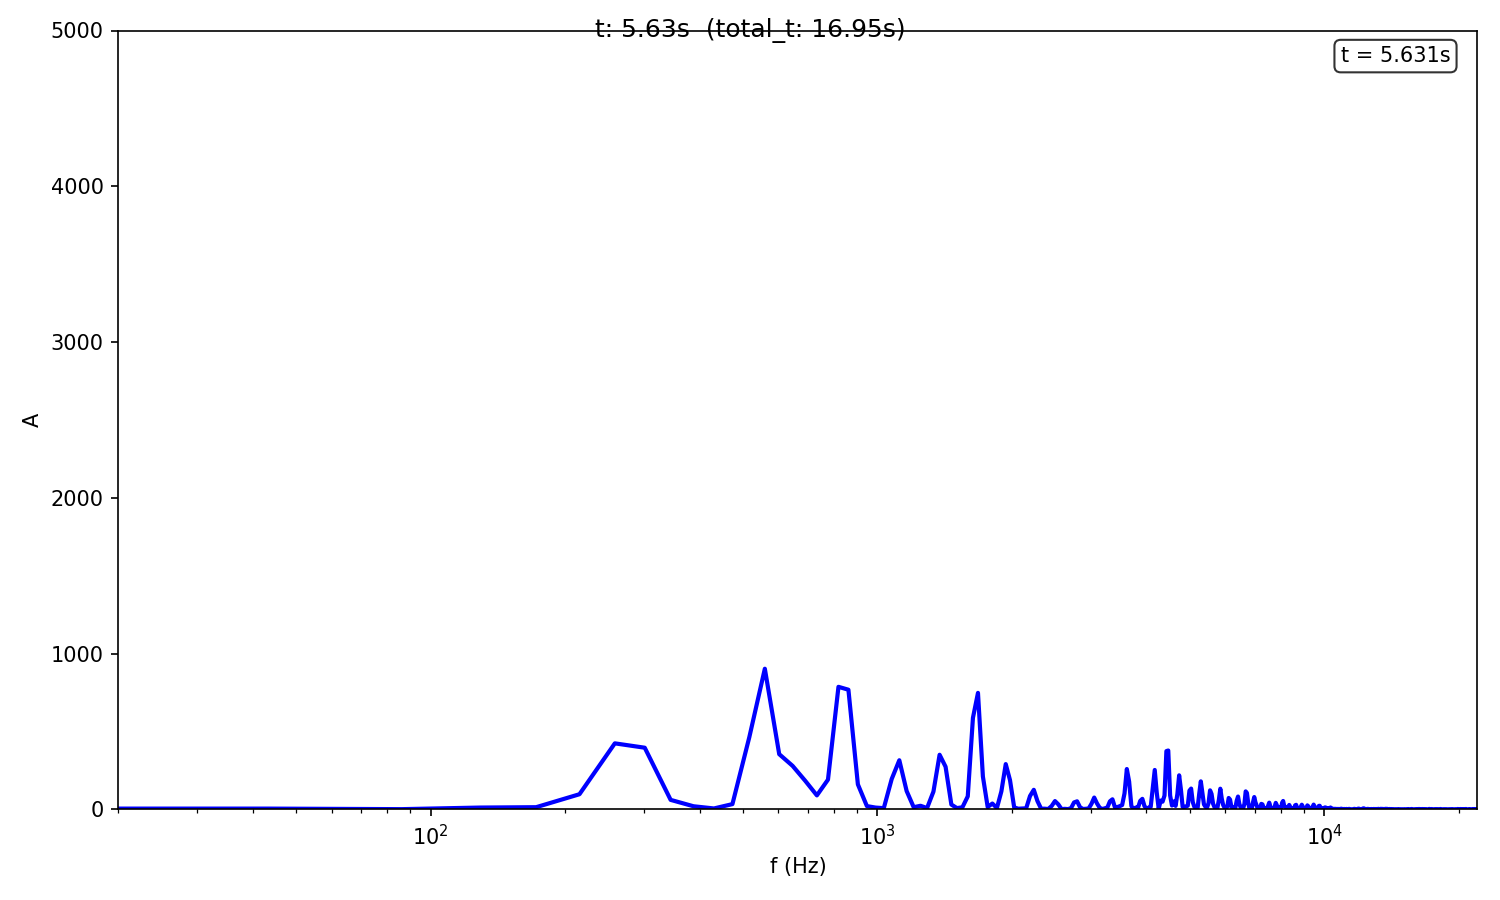 t: 5.63s  (total_t: 16.95s)
t = 5.631s
5000
4000
3000
2000
1000
0
A
10²
10³
10⁴
f (Hz)